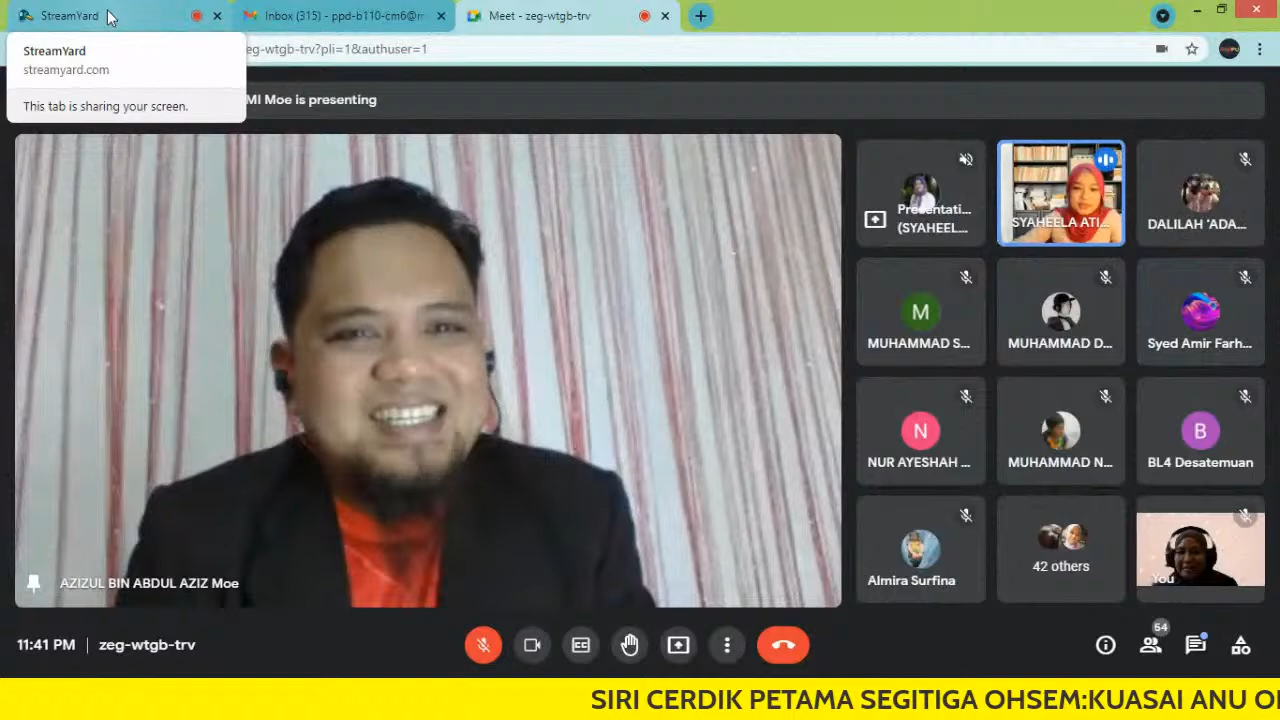 StreamYard
Inbox (315) - ppd-b110-cm6@m
Meet - zeg-wtgb-trv
StreamYard
streamyard.com
This tab is sharing your screen.
eg-wtgb-trv?pli=1&authuser=1
MI Moe is presenting
Presentati...
(SYAHEEL...
SYAHEELA ATI...
DALILAH 'ADA...
M
MUHAMMAD S...
MUHAMMAD D...
Syed Amir Farh...
N
NUR AYESHAH ...
MUHAMMAD N...
B
BL4 Desatemuan
Almira Surfina
42 others
You
AZIZUL BIN ABDUL AZIZ Moe
11:41 PM | zeg-wtgb-trv
CC
54
SIRI CERDIK PETAMA SEGITIGA OHSEM:KUASAI ANU O